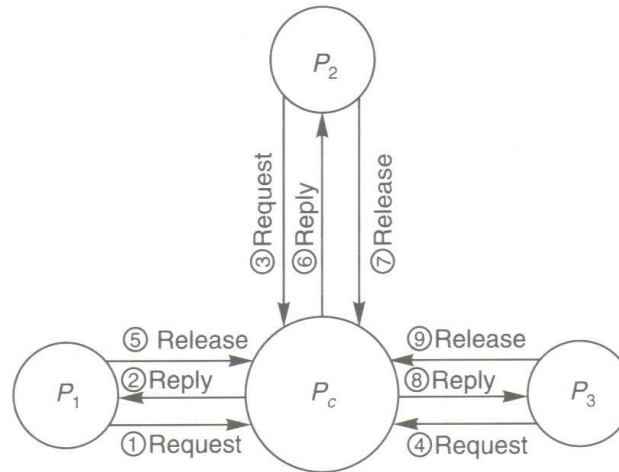 P2
③Request
⑥Reply
⑦Release
⑤ Release
②Reply
①Request
P1
Pc
⑨Release
⑧Reply
④Request
P3